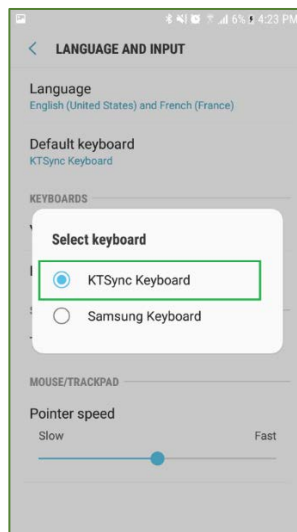 6% 4:23 PM
LANGUAGE AND INPUT
Language
English (United States) and French (France)
Default keyboard
KTSync Keyboard
KEYBOARDS
Select keyboard
KTSync Keyboard
Samsung Keyboard
MOUSE/TRACKPAD
Pointer speed
Slow Fast